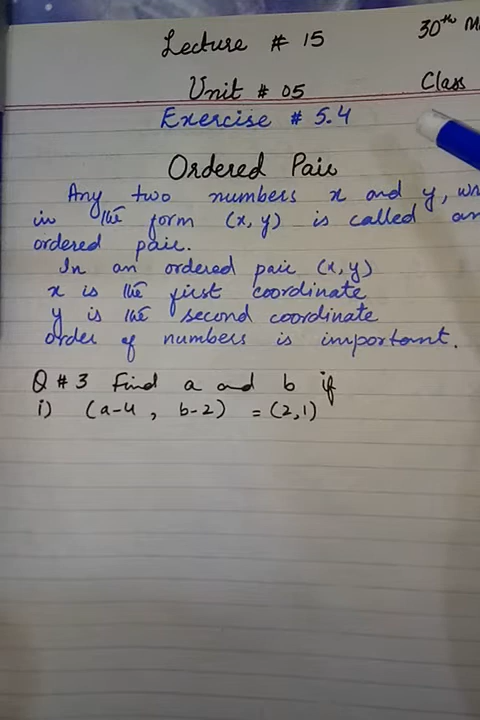 Lecture # 15
30th M
Unit # 05
Class
Exercise # 5.4
Ordered Pair
Any two numbers x and y, wr
in the form (x, y) is called an
ordered pair.
In an ordered pair (x, y)
x is the first coordinate
y is the second coordinate
order of numbers is important.
Q # 3 Find a and b if
i) (a-4 , b-2) = (2,1)